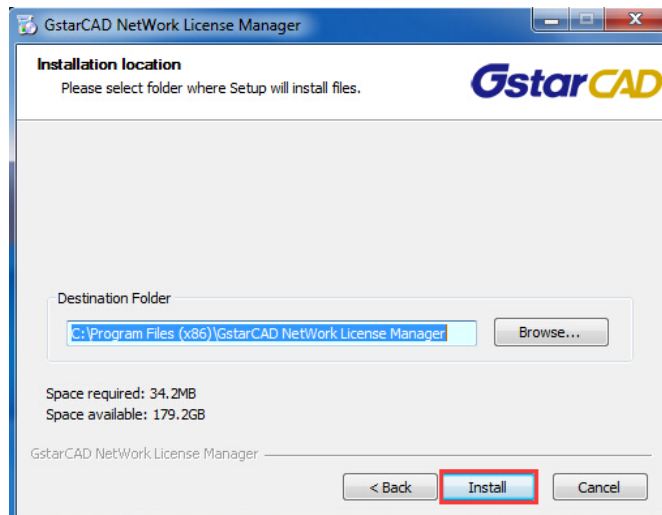 GstarCAD NetWork License Manager
Installation location
Please select folder where Setup will install files.
GstarCAD
Destination Folder
C:\Program Files (x86)\GstarCAD NetWork License Manager
Browse...
Space required: 34.2MB
Space available: 179.2GB
GstarCAD NetWork License Manager
< Back
Install
Cancel